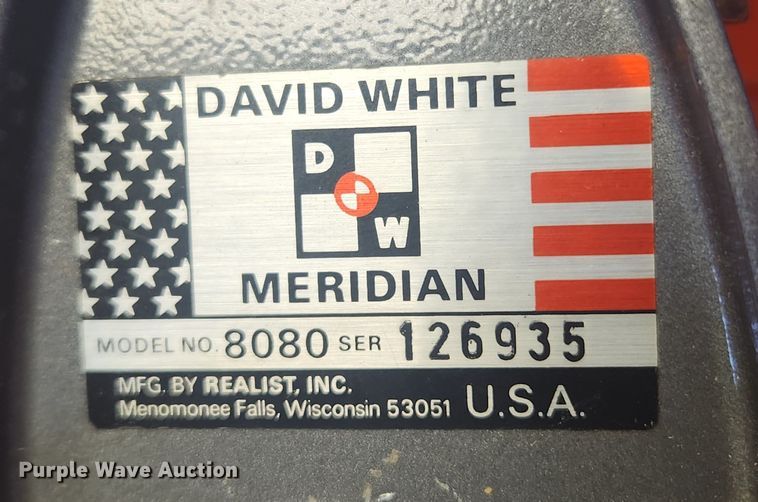 DAVID WHITE
D
W
MERIDIAN
MODEL NO. 8080 SER 126935
MFG. BY REALIST, INC.
Menomonee Falls, Wisconsin 53051 U.S.A.
Purple Wave Auction